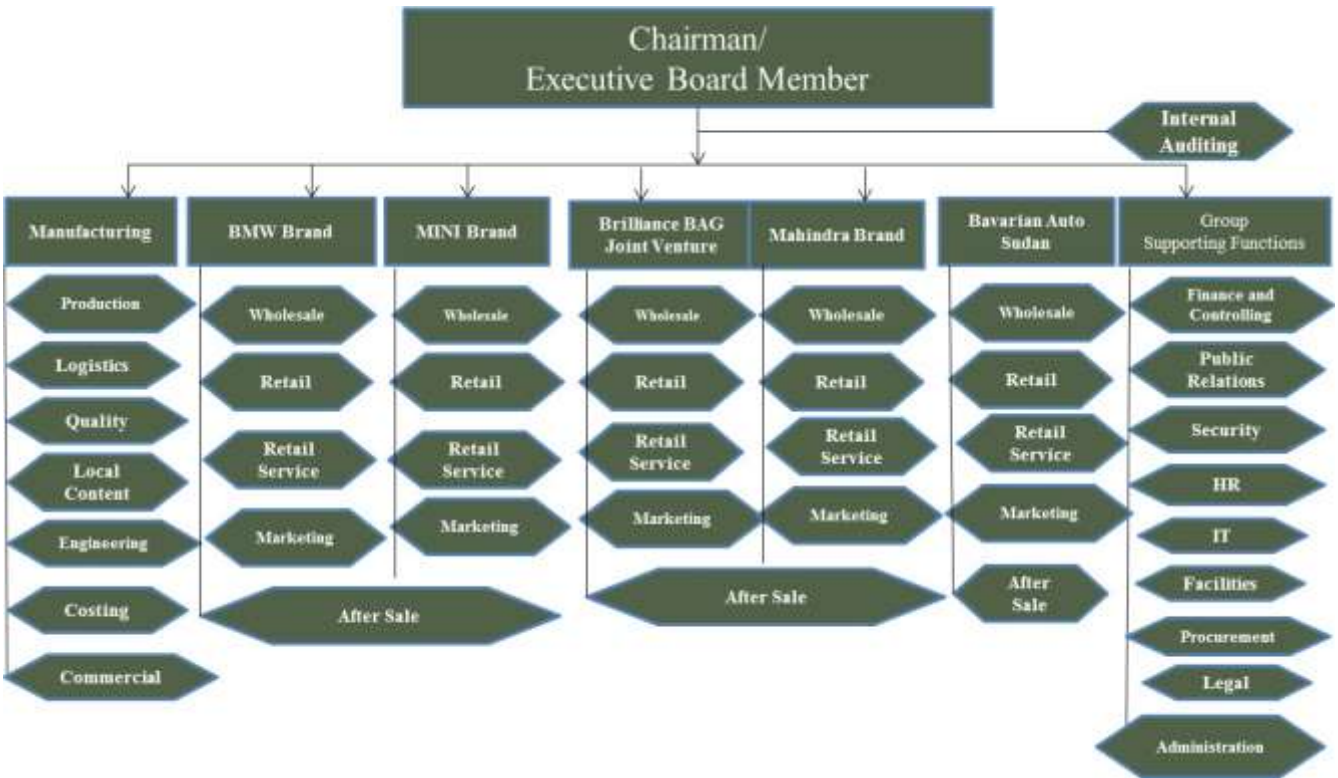 Chairman/
Executive Board Member
Internal
Auditing
Manufacturing
Production
Logistics
Quality
Local
Content
Engineering
Costing
Commercial
BMW Brand
Wholesale
Retail
Retail
Service
Marketing
MINI Brand
Wholesale
Retail
Retail
Service
Marketing
After Sale
Brilliance BAG
Joint Venture
Wholesale
Retail
Retail
Service
Marketing
Mahindra Brand
Wholesale
Retail
Retail
Service
Marketing
After Sale
Bavarian Auto
Sudan
Wholesale
Retail
Retail
Service
Marketing
After
Sale
Group
Supporting Functions
Finance and
Controlling
Public
Relations
Security
HR
IT
Facilities
Procurement
Legal
Administration